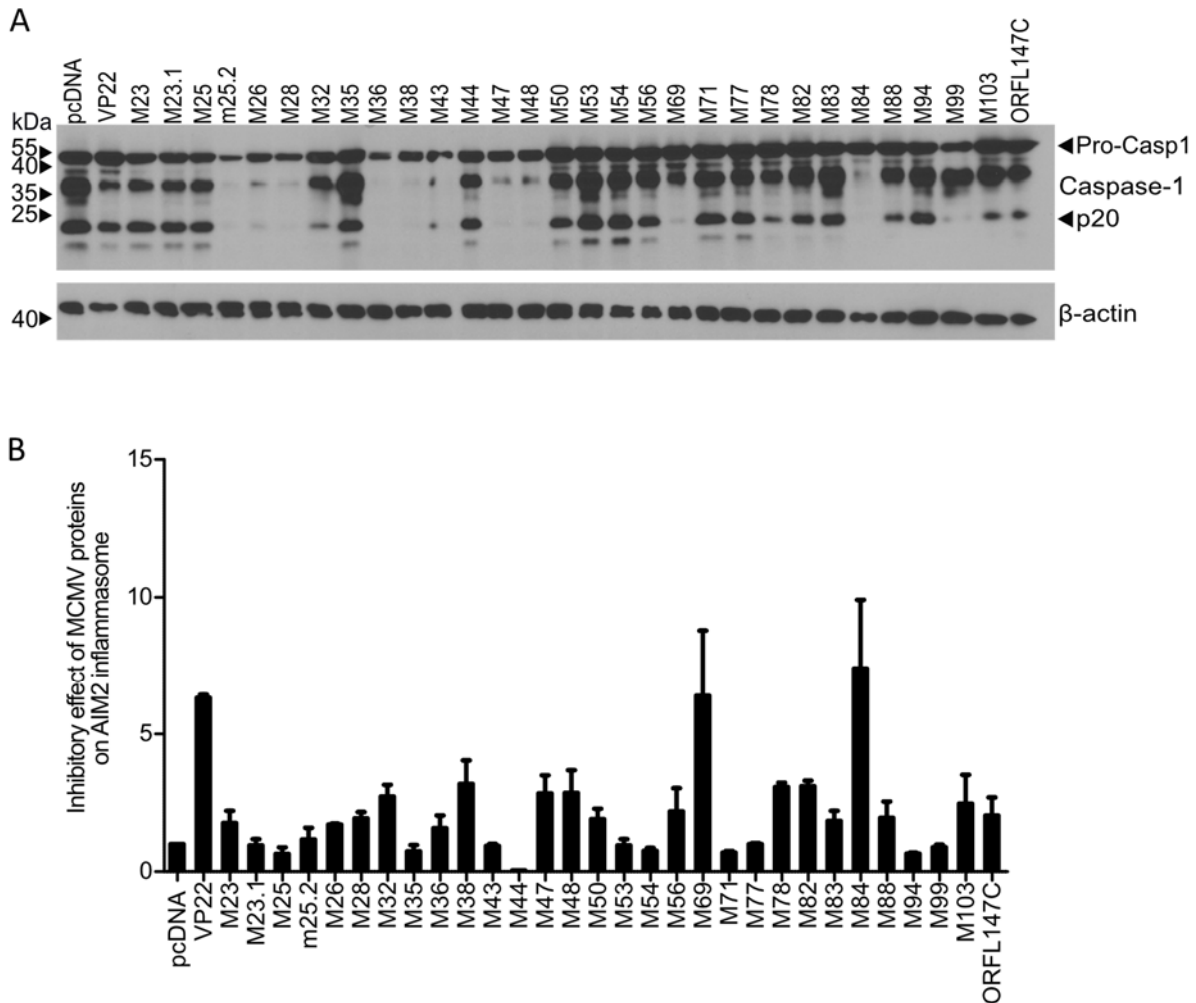 A
pcDNA VP22 M23 M23.1 M25 m25.2 M26 M28 M32 M35 M36 M38 M43 M44 M47 M48 M50 M53 M54 M56 M69 M71 M77 M78 M82 M83 M84 M88 M94 M99 M103 ORFL147C
kDa
55
40
35
25
Pro-Casp1
Caspase-1
p20
40
β-actin
B
15
10
5
0
Inhibitory effect of MCMV proteins
on AIM2 inflammasome
pcDNA VP22 M23 M23.1 M25 m25.2 M26 M28 M32 M35 M36 M38 M43 M44 M47 M48 M50 M53 M54 M56 M69 M71 M77 M78 M82 M83 M84 M88 M94 M99 M103 ORFL147C